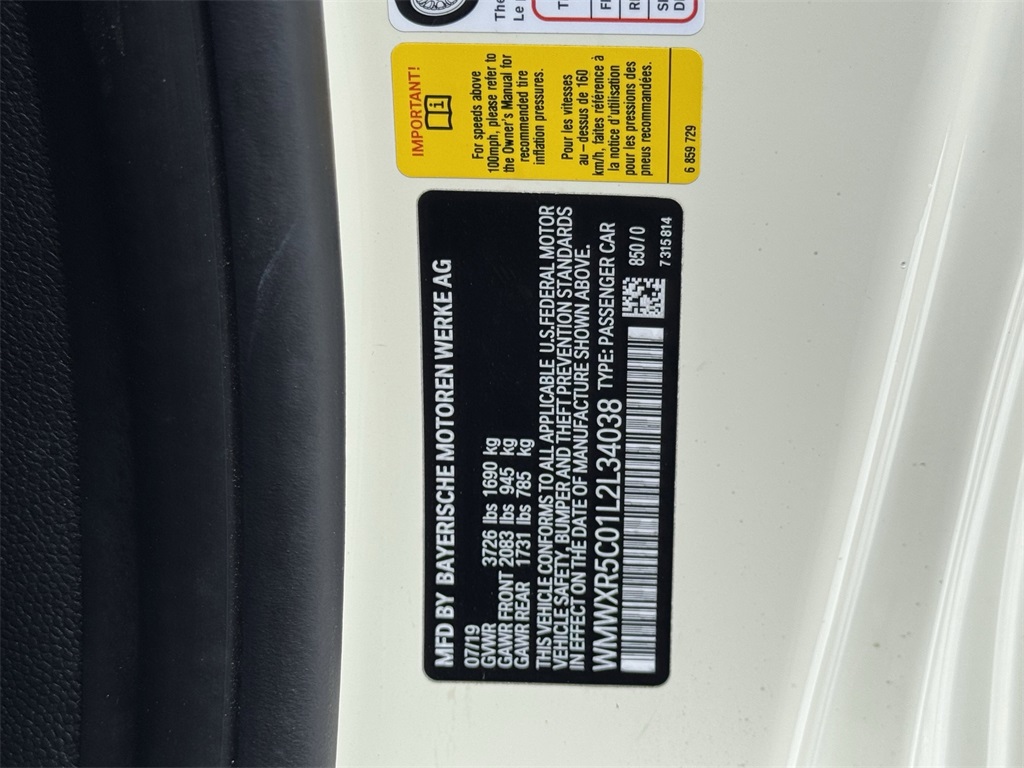 MFD BY BAYERISCHE MOTOREN WERKE AG
07/19
GVWR 3726 lbs 1690 kg
GAWR FRONT 2083 lbs 945 kg
GAWR REAR 1731 lbs 785 kg
THIS VEHICLE CONFORMS TO ALL APPLICABLE U.S.FEDERAL MOTOR
VEHICLE SAFETY, BUMPER AND THEFT PREVENTION STANDARDS
IN EFFECT ON THE DATE OF MANUFACTURE SHOWN ABOVE.
WMWXR5C01L2L34038 TYPE: PASSENGER CAR
850/0
7315814
IMPORTANT!
For speeds above
100mph, please refer to
the Owner's Manual for
recommended tire
inflation pressures.
Pour les vitesses
au-dessus de 160
km/h, faites référence à
la notice d'utilisation
pour les pressions des
pneus recommandées.
6 859 729
The
Le